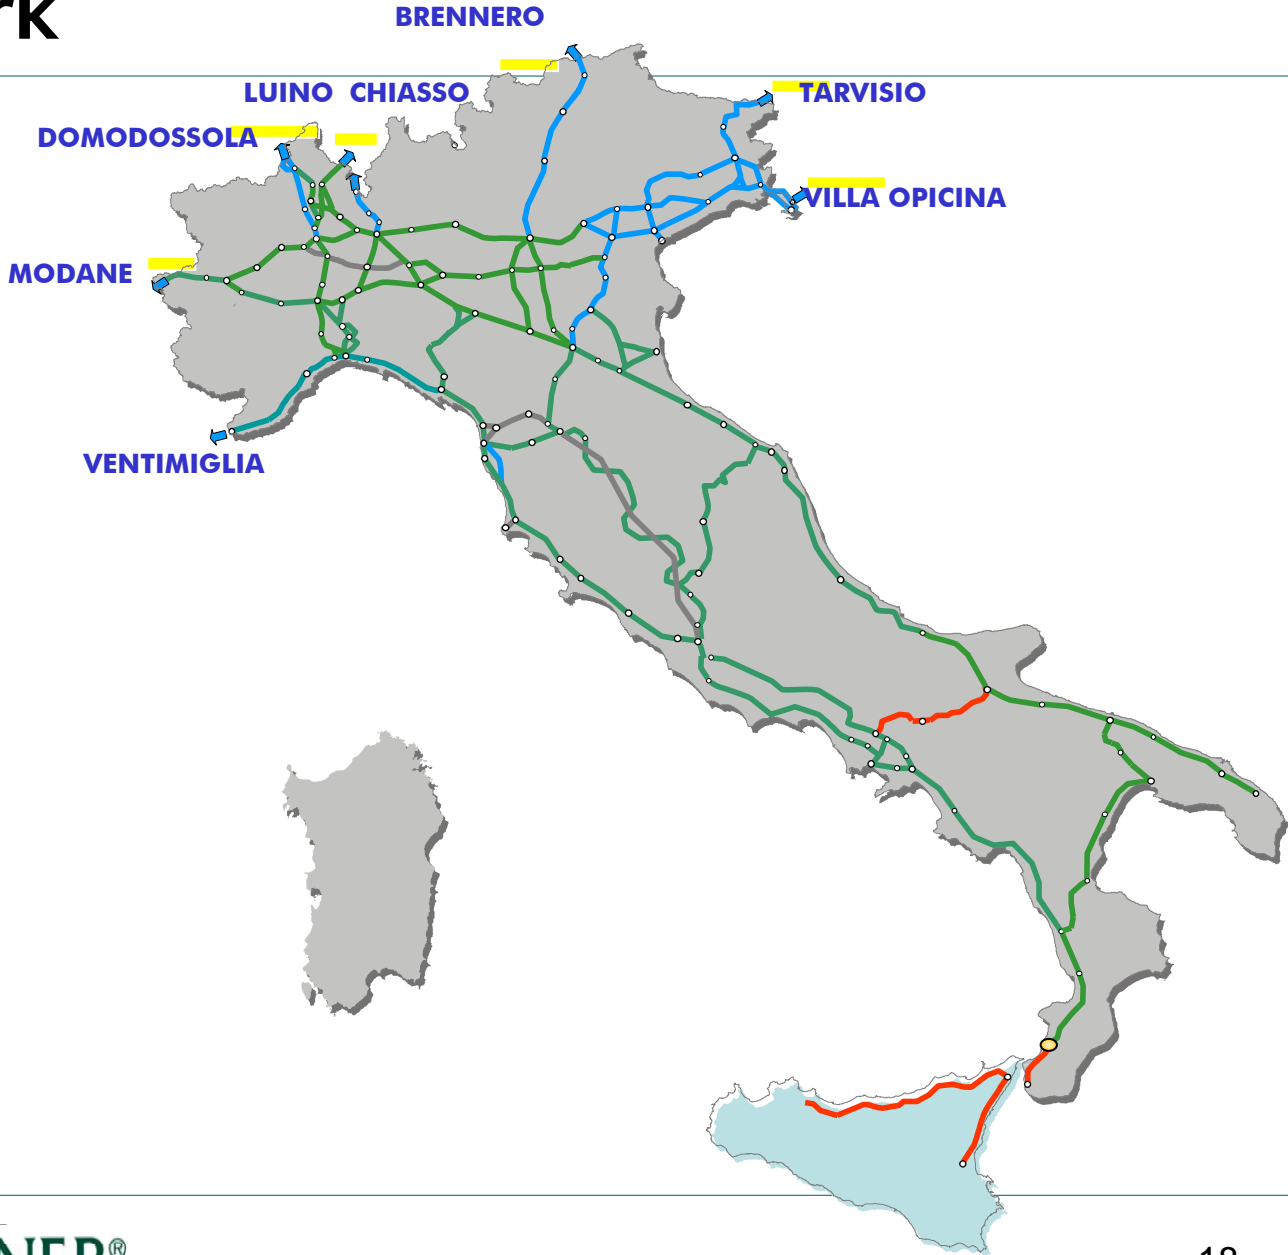 BRENNERO
LUINO CHIASSO
TARVISIO
DOMODOSSOLA
VILLA OPICINA
MODANE
VENTIMIGLIA